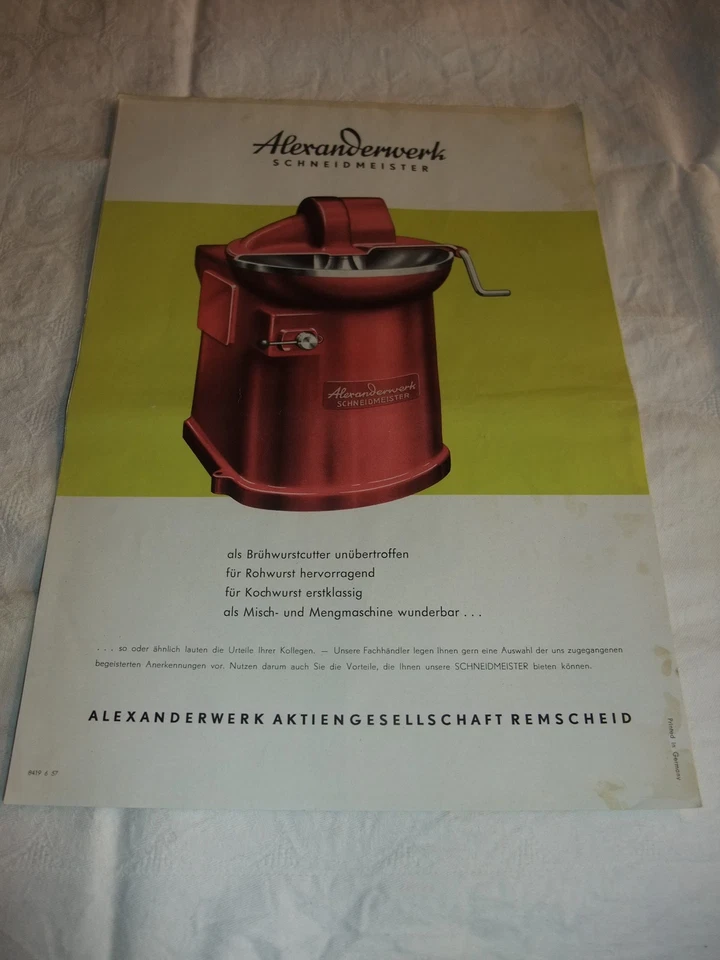 Alexanderwerk
SCHNEIDMEISTER
Alexanderwerk
SCHNEIDMEISTER
als Brühwurstcutter unübertroffen
für Rohwurst hervorragend
für Kochwurst erstklassig
als Misch- und Mengmaschine wunderbar . . .
. . . so oder ähnlich lauten die Urteile Ihrer Kollegen. — Unsere Fachhändler legen Ihnen gern eine Auswahl der uns zugegangenen
begeisterten Anerkennungen vor. Nutzen darum auch Sie die Vorteile, die Ihnen unsere SCHNEIDMEISTER bieten können.
ALEXANDERWERK AKTIENGESELLSCHAFT REMSCHEID
Printed in Germany
8419 6 57